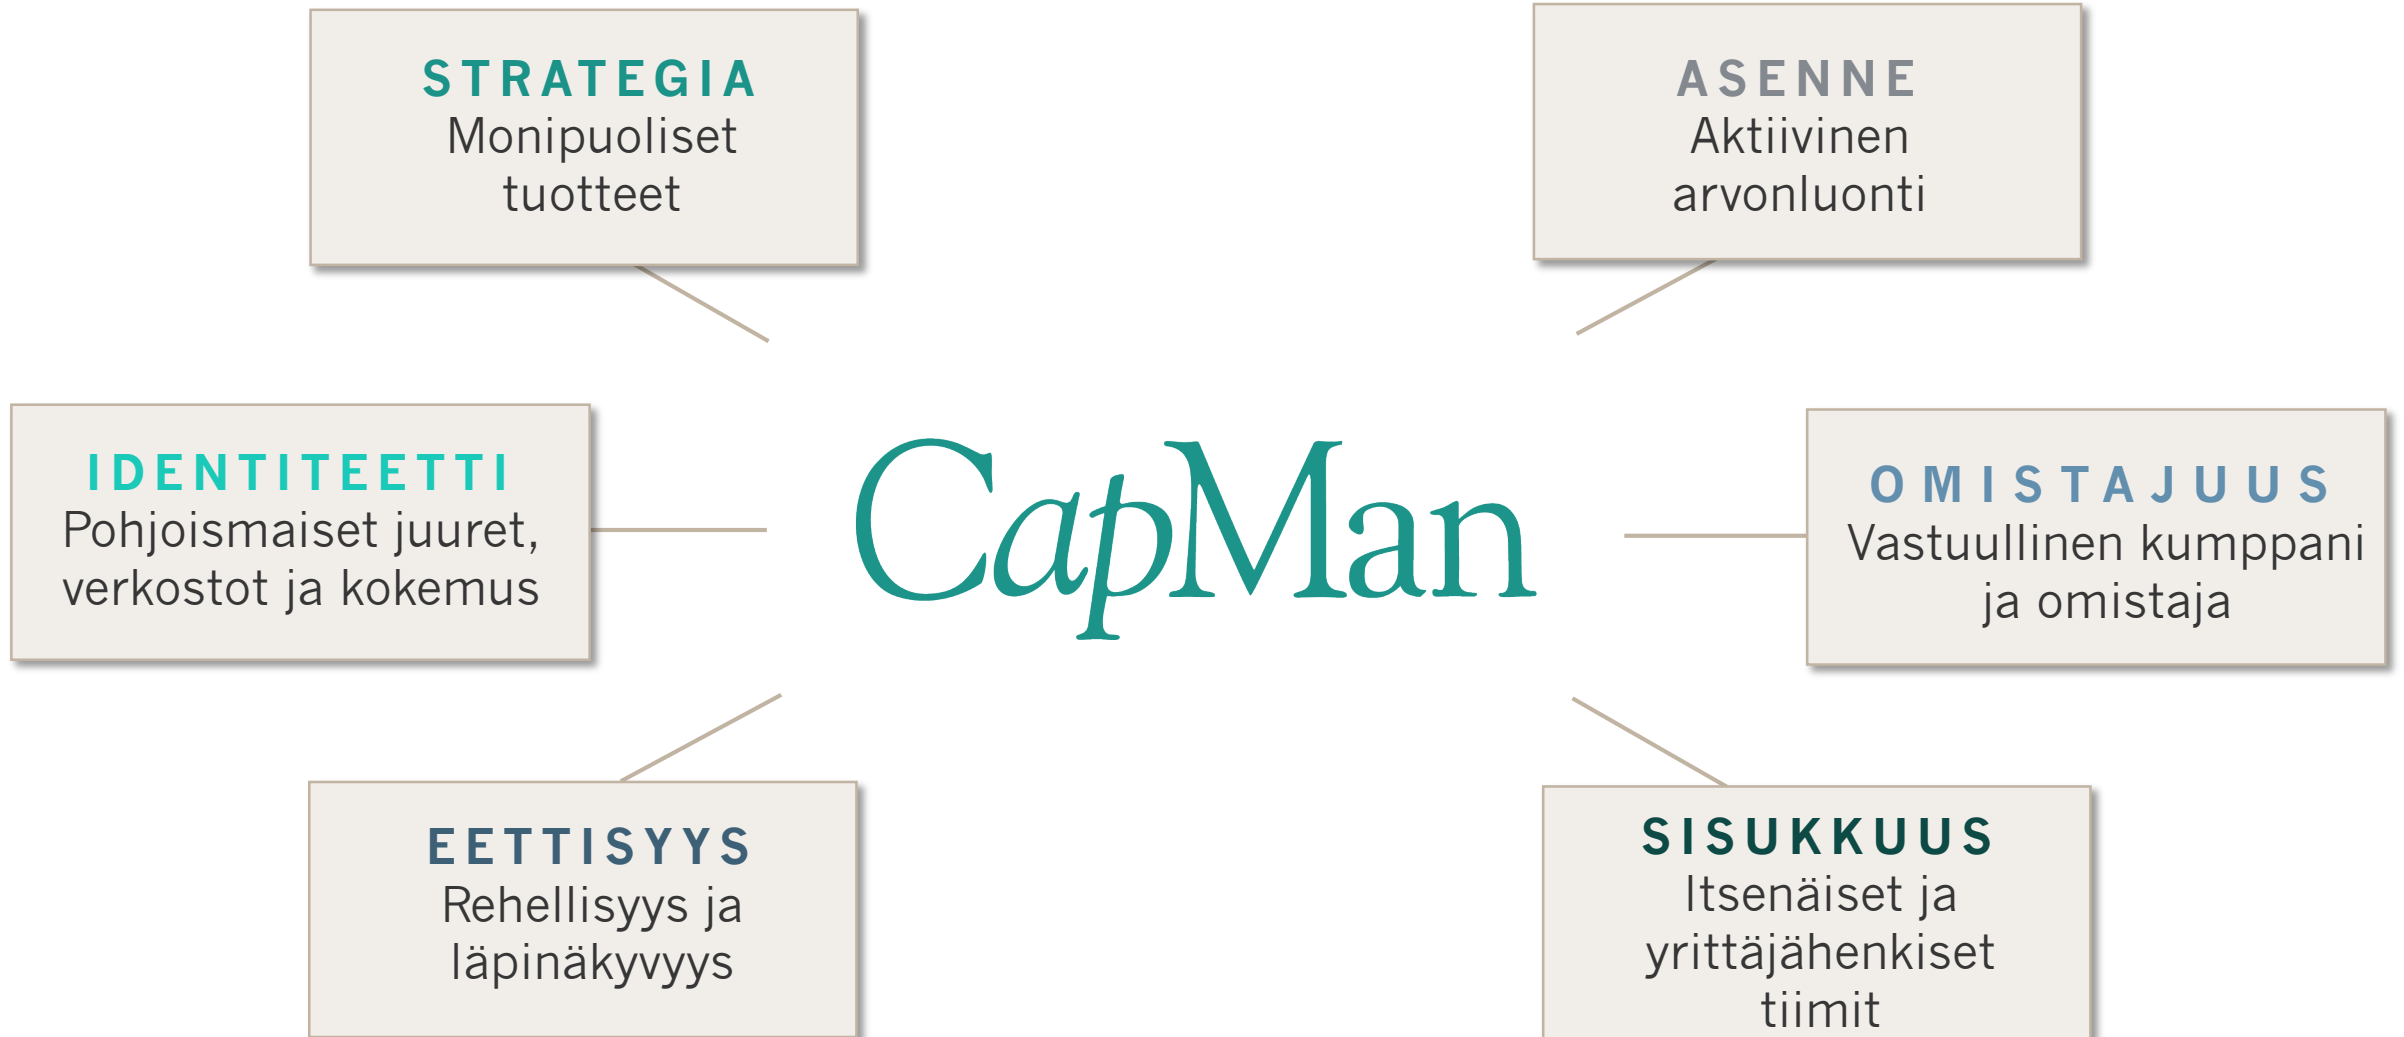 STRATEGIA
Monipuoliset
tuotteet
ASENNE
Aktiivinen
arvonluonti
IDENTITEETTI
Pohjoismaiset juuret,
verkostot ja kokemus
CapMan
OMISTAJUUS
Vastuullinen kumppani
ja omistaja
EETTISYYS
Rehellisyys ja
läpinäkyvyys
SISUKKUUS
Itsenäiset ja
yrittäjähenkiset
tiimit